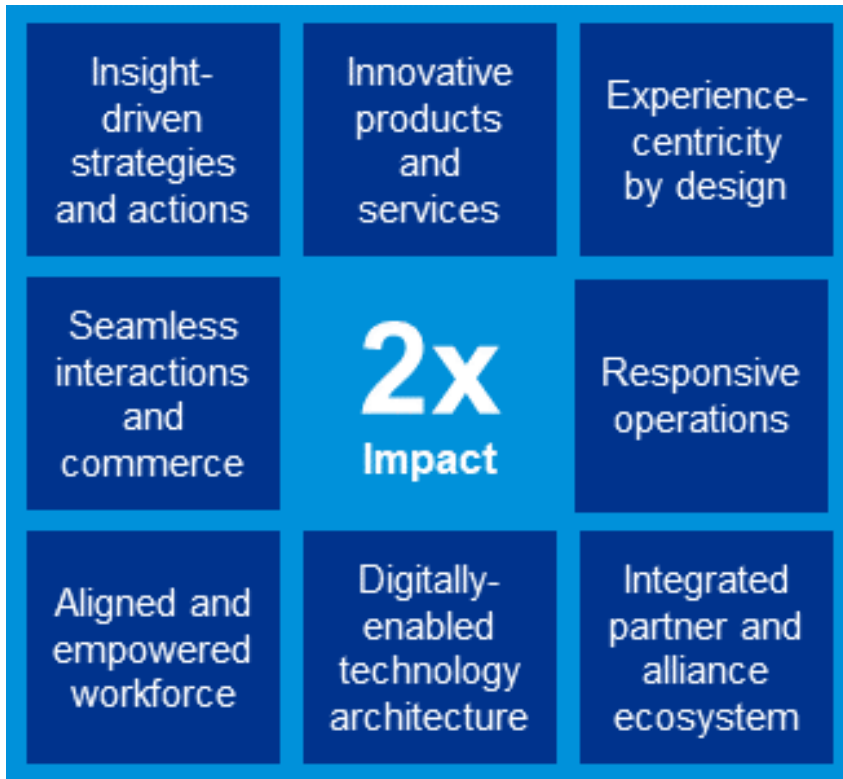 Insight-
driven
strategies
and actions
Innovative
products
and
services
Experience-
centricity
by design
Seamless
interactions
and
commerce
2x
Impact
Responsive
operations
Aligned and
empowered
workforce
Digitally-
enabled
technology
architecture
Integrated
partner and
alliance
ecosystem